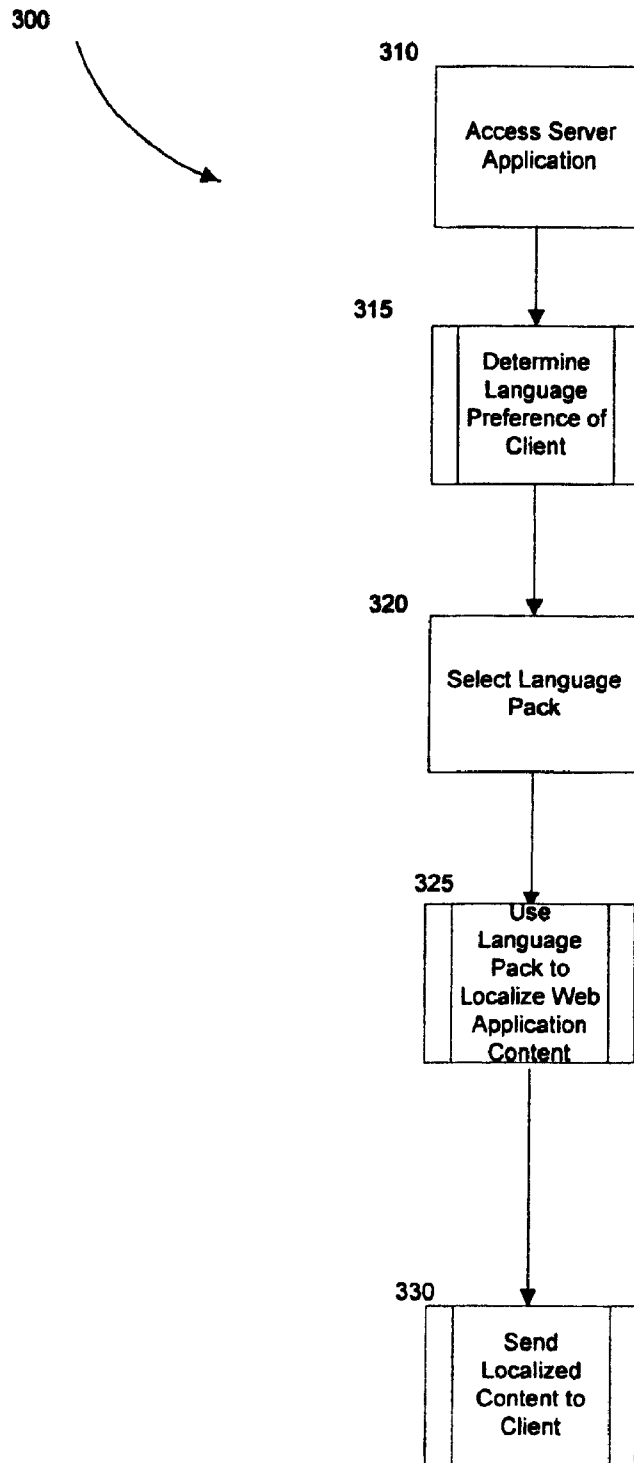 300
310
Access Server
Application
315
Determine
Language
Preference of
Client
320
Select Language
Pack
325
Use
Language
Pack to
Localize Web
Application
Content
330
Send
Localized
Content to
Client